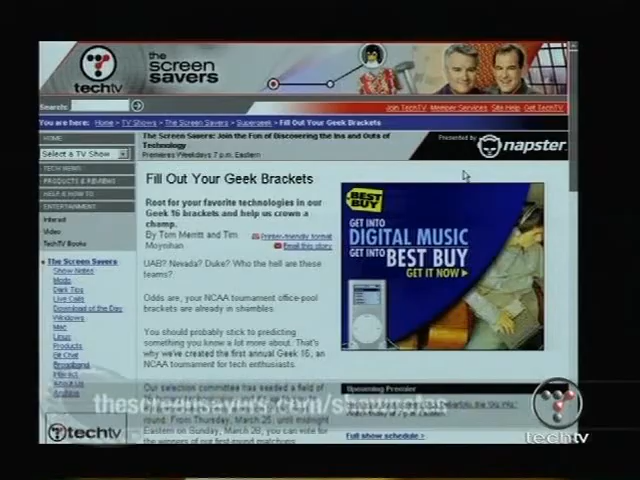 techtv
the screen savers
Search:
Join TechTV Member Services Site Help Get TechTV
You are here: Home > TV Shows > The Screen Savers > Supergeek > Fill Out Your Geek Brackets
HOME
Select a TV Show
TECH NEWS
PRODUCTS & REVIEWS
HELP & HOW TO
ENTERTAINMENT
Interact
Video
TechTV Books
The Screen Savers
Show Notes
Mods
Dark Tips
Live Calls
Download of the Day
Windows
Mac
Linux
Products
Bit Chat
Broadband
Interact
About Us
Archive
techtv
The Screen Savers: Join the Fun of Discovering the Ins and Outs of
Technology
Premieres Weekdays 7 p.m. Eastern
Presented by
napster.
Fill Out Your Geek Brackets
Root for your favorite technologies in our
Geek 16 brackets and help us crown a
champ.
By Tom Merritt and Tim
Moynihan
Printer-friendly format
Email this story
UAB? Nevada? Duke? Who the hell are these
teams?
Odds are, your NCAA tournament office-pool
brackets are already in shambles.
You should probably stick to predicting
something you know a lot more about. That's
why we've created the first annual Geek 16, an
NCAA tournament for tech enthusiasts.
Our selection committee has seeded a field of
round. From Thursday, March 25, until midnight
Eastern on Sunday, March 28, you can vote for
the winners of our first-round matchups.
BEST BUY
GET INTO
DIGITAL MUSIC
GET INTO BEST BUY
GET IT NOW
Upcoming Premier
Full show schedule >
thescreensavers.com/shownotes
techtv